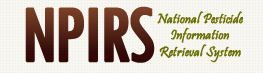 NPIRS
National Pesticide
Information
Retrieval System